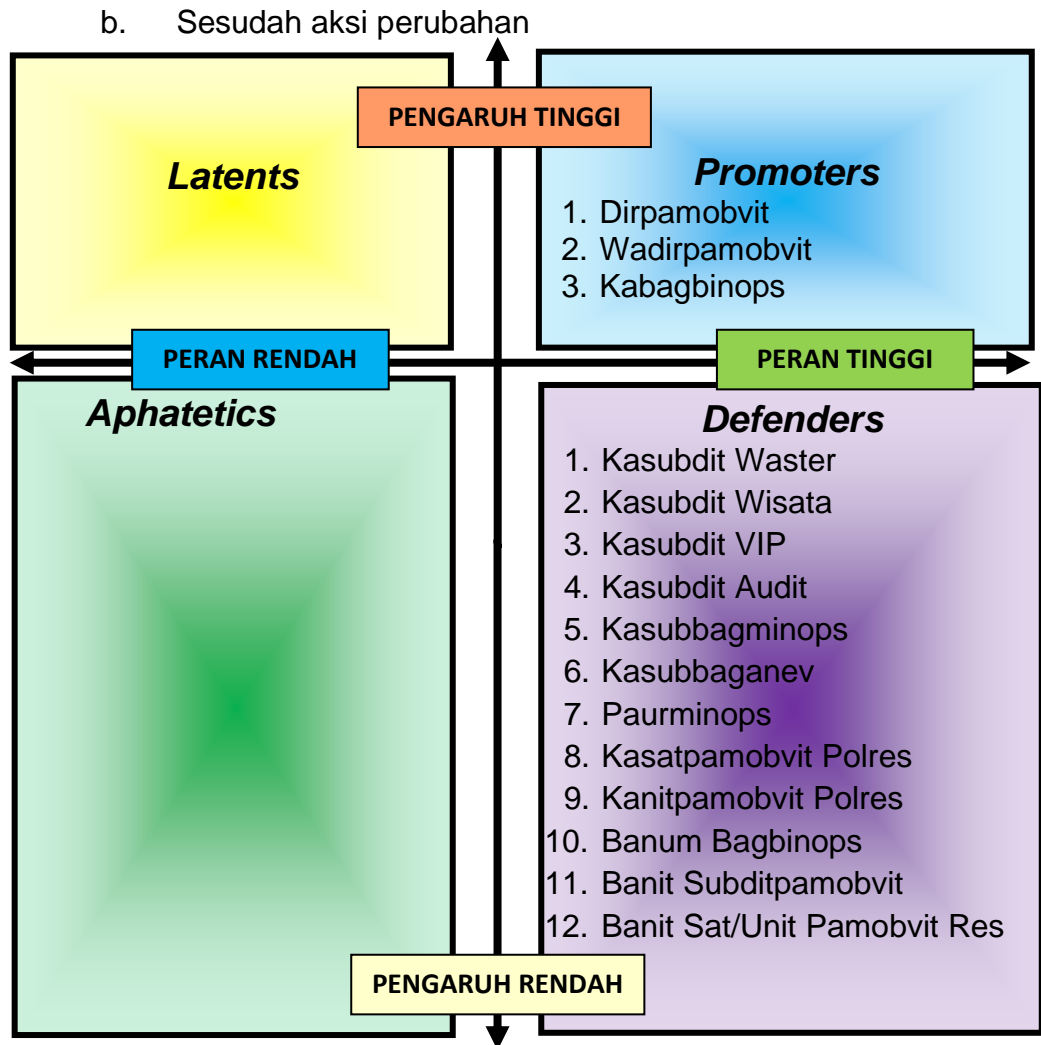 b. Sesudah aksi perubahan
PENGARUH TINGGI
Latents
Promoters
1. Dirpamobvit
2. Wadirpamobvit
3. Kabagbinops
PERAN RENDAH
PERAN TINGGI
Aphatetics
Defenders
1. Kasubdit Waster
2. Kasubdit Wisata
3. Kasubdit VIP
4. Kasubdit Audit
5. Kasubbagminops
6. Kasubbaganev
7. Paurminops
8. Kasatpamobvit Polres
9. Kanitpamobvit Polres
10. Banum Bagbinops
11. Banit Subditpamobvit
12. Banit Sat/Unit Pamobvit Res
PENGARUH RENDAH